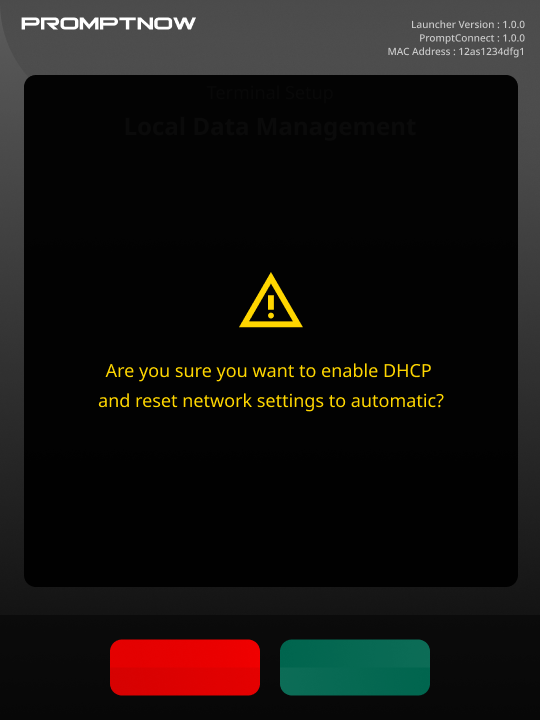 PROMPTNOW
Launcher Version : 1.0.0
PromptConnect : 1.0.0
MAC Address : 12as1234dfg1
Terminal Setup
Local Data Management
Are you sure you want to enable DHCP
and reset network settings to automatic?